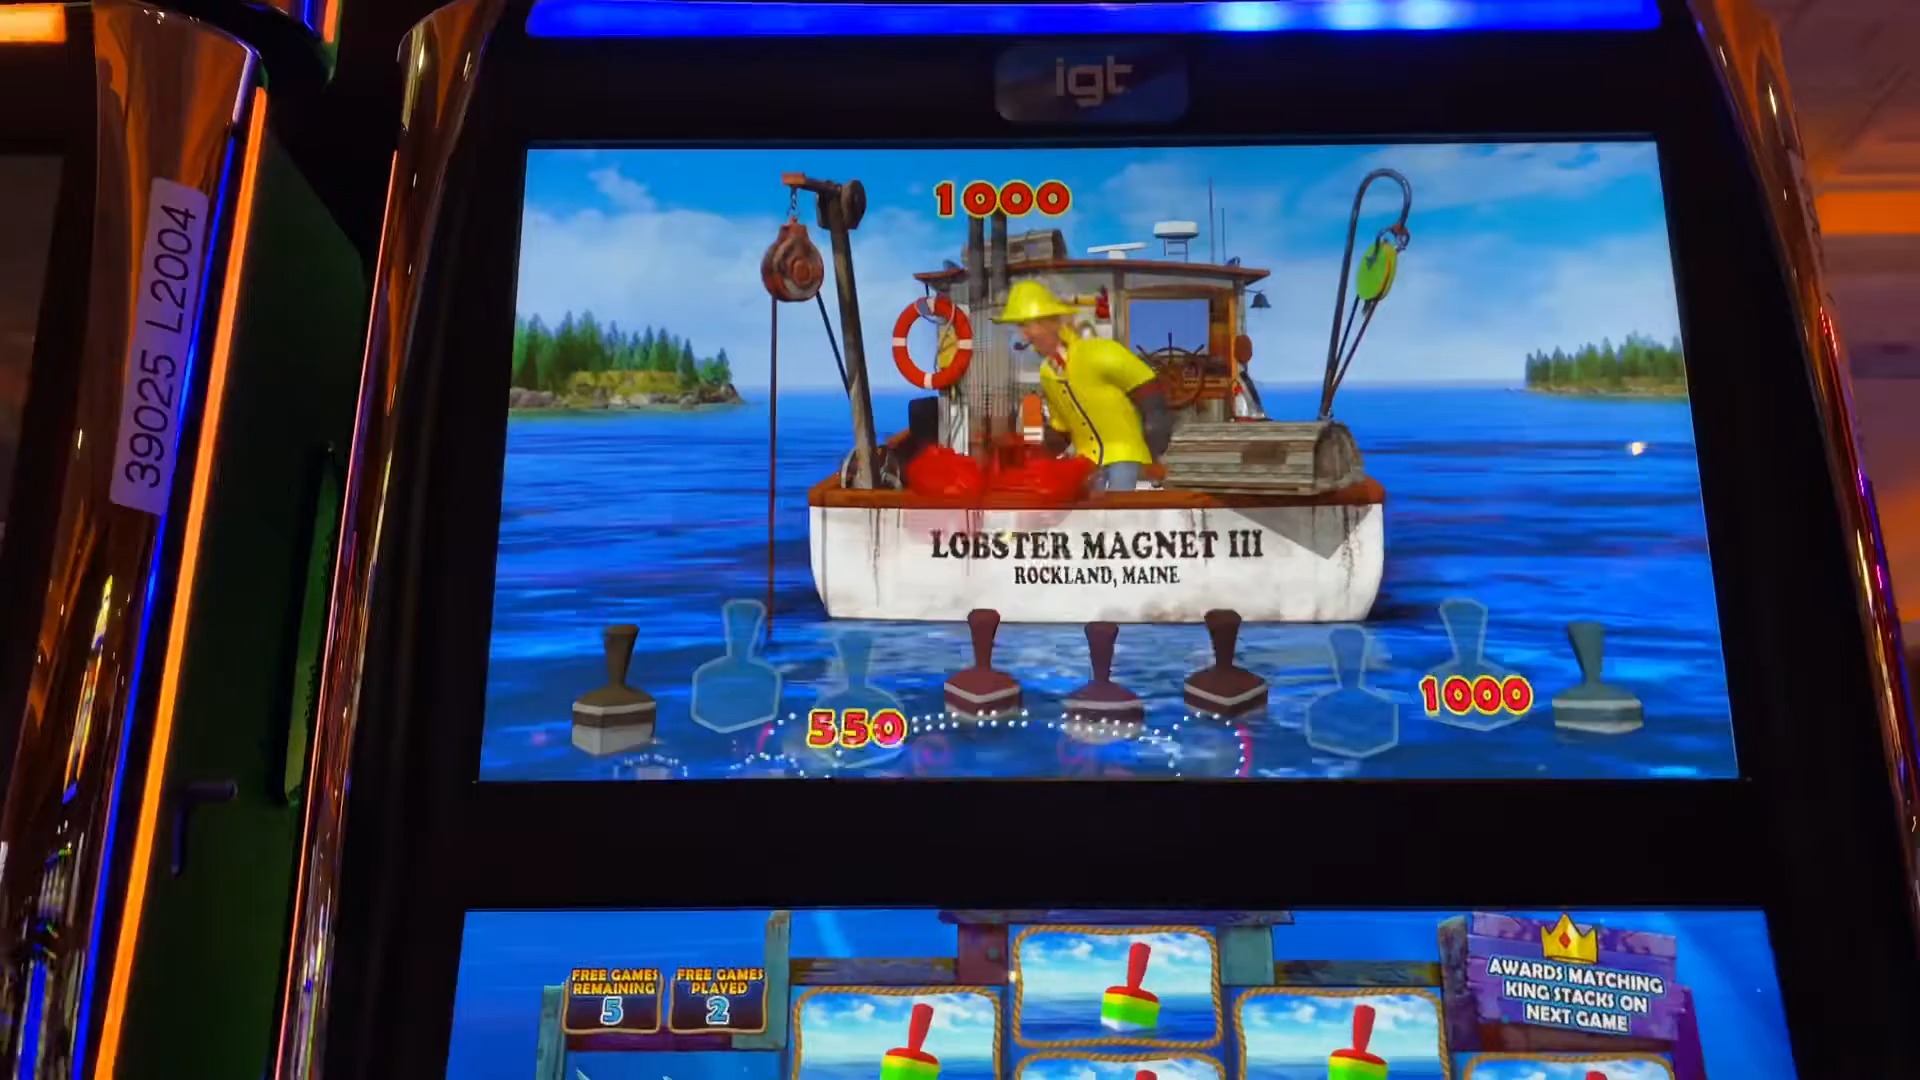 igt
39025 L2004
1000
LOBSTER MAGNET III
ROCKLAND, MAINE
1000
550
FREE GAMES
REMAINING
5
FREE GAMES
PLAYED
2
AWARDS MATCHING
KING STACKS ON
NEXT GAME